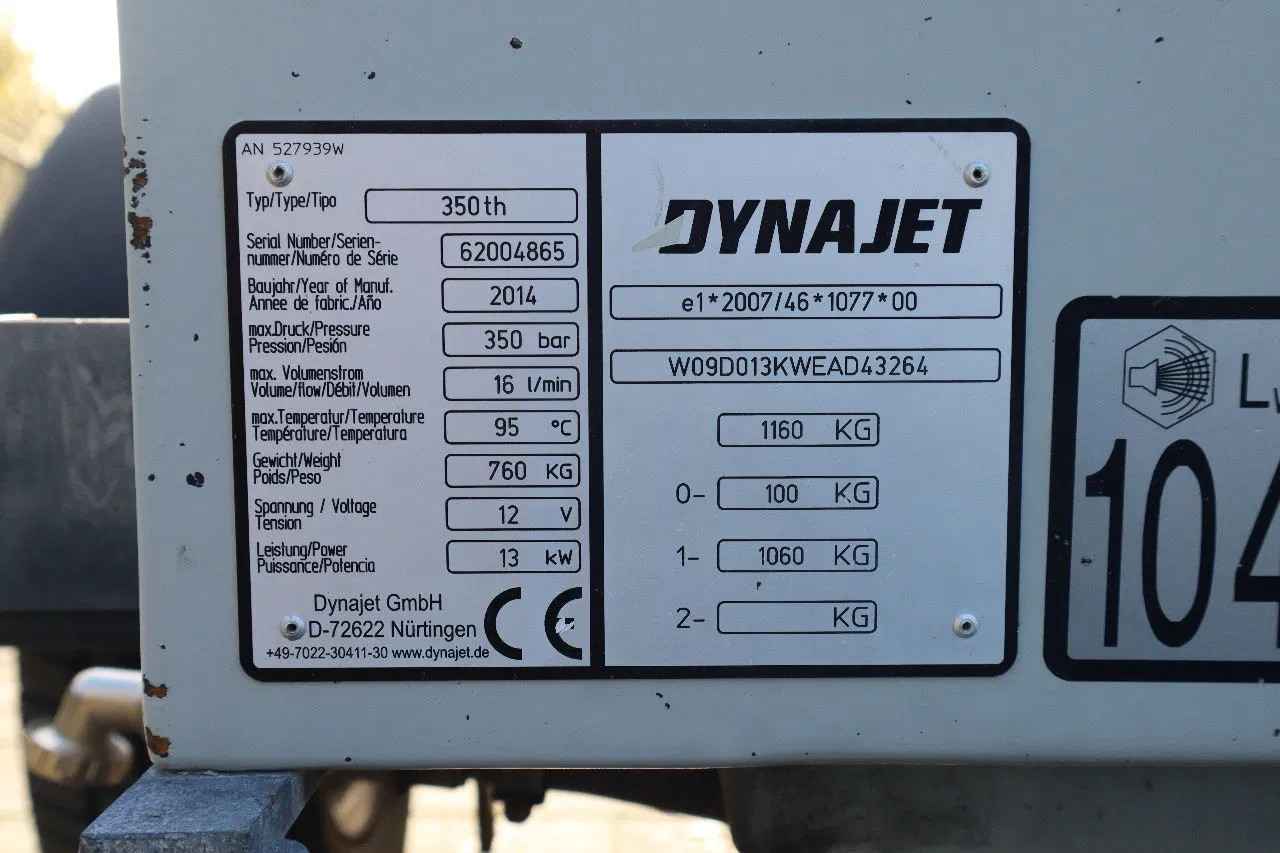 AN 527939W
Typ/Type/Tipo 350th
Serial Number/Serien-
nummer/Numéro de Série 62004865
Baujahr/Year of Manuf.
Annee de fabric./Año 2014
max.Druck/Pressure
Pression/Pesión 350 bar
max. Volumenstrom
Volume/flow/Débit/Volumen 16 l/min
max.Temperatur/Temperature
Température/Temperatura 95 °C
Gewicht/Weight
Poids/Peso 760 KG
Spannung / Voltage
Tension 12 V
Leistung/Power
Puissance/Potencia 13 kW
Dynajet GmbH
D-72622 Nürtingen
+49-7022-30411-30 www.dynajet.de
CE
DYNAJET
e1*2007/46*1077*00
W09D013KWEAD43264
1160 KG
0- 100 KG
1- 1060 KG
2- KG
104